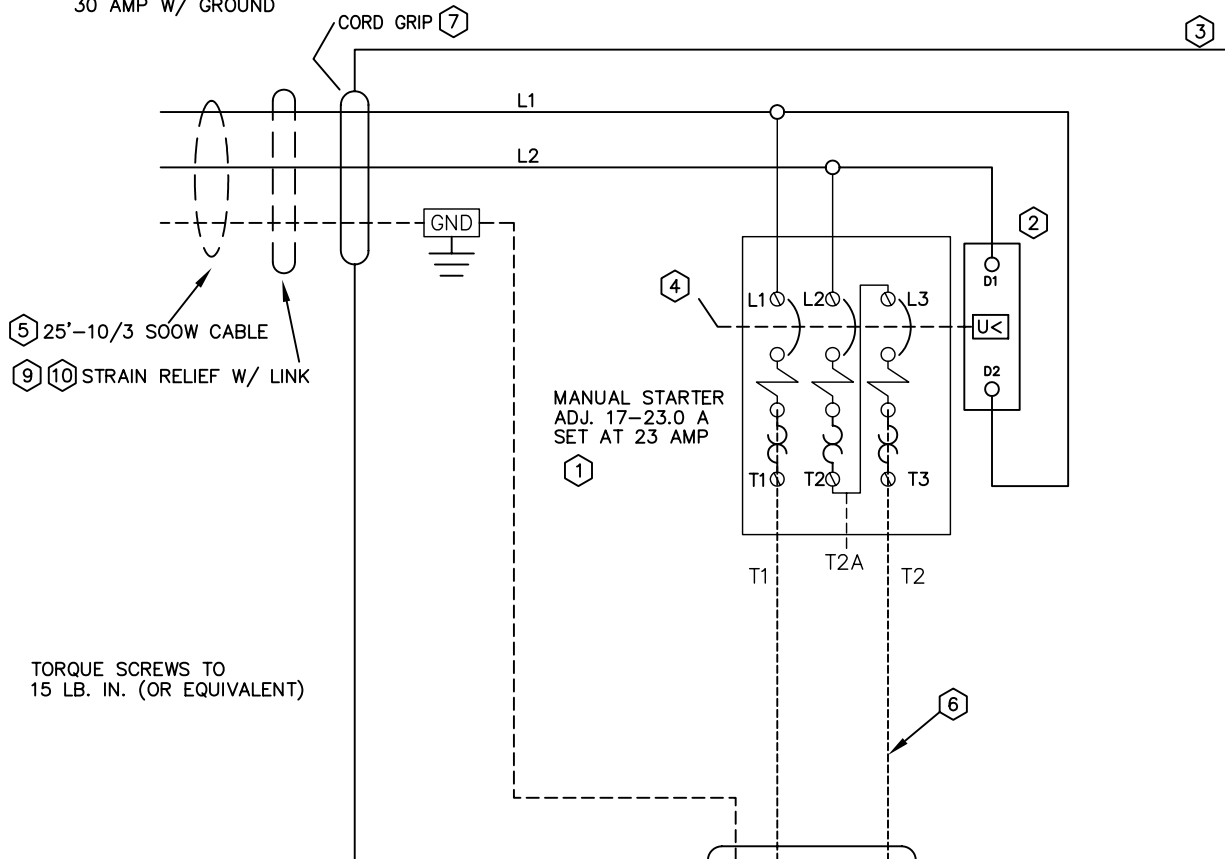 30 AMP W/ GROUND
CORD GRIP 7
3
L1
L2
GND
2
D1
4
L1 L2 L3
U<
5 25'-10/3 SOOW CABLE
9 10 STRAIN RELIEF W/ LINK
D2
MANUAL STARTER
ADJ. 17-23.0 A
SET AT 23 AMP
1
T1 T2 T3
T1 T2A T2
TORQUE SCREWS TO
15 LB. IN. (OR EQUIVALENT)
6